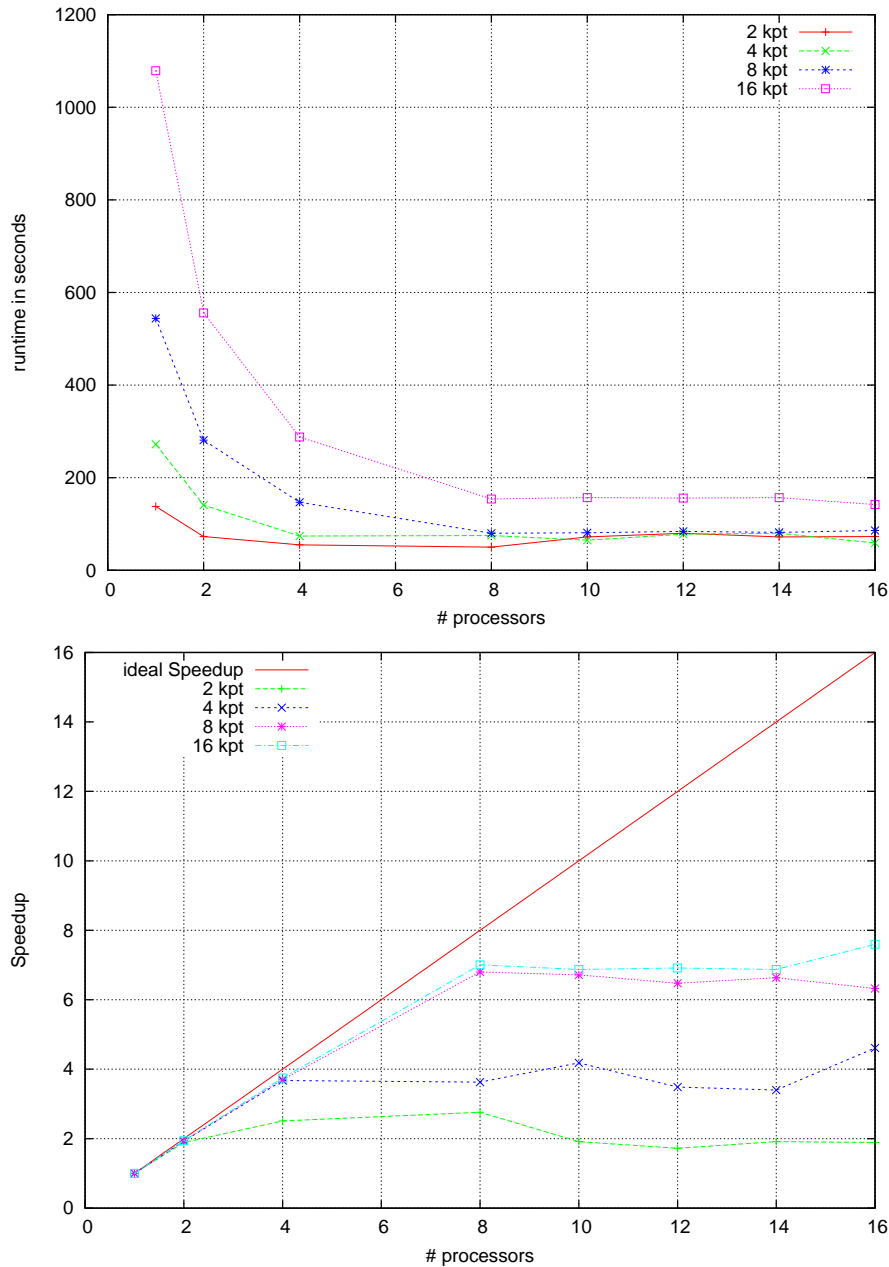 1200
1000
800
600
400
200
0
0 2 4 6 8 10 12 14 16
runtime in seconds
# processors
2 kpt
4 kpt
8 kpt
16 kpt
16
14
12
10
8
6
4
2
0
0 2 4 6 8 10 12 14 16
Speedup
# processors
ideal Speedup
2 kpt
4 kpt
8 kpt
16 kpt